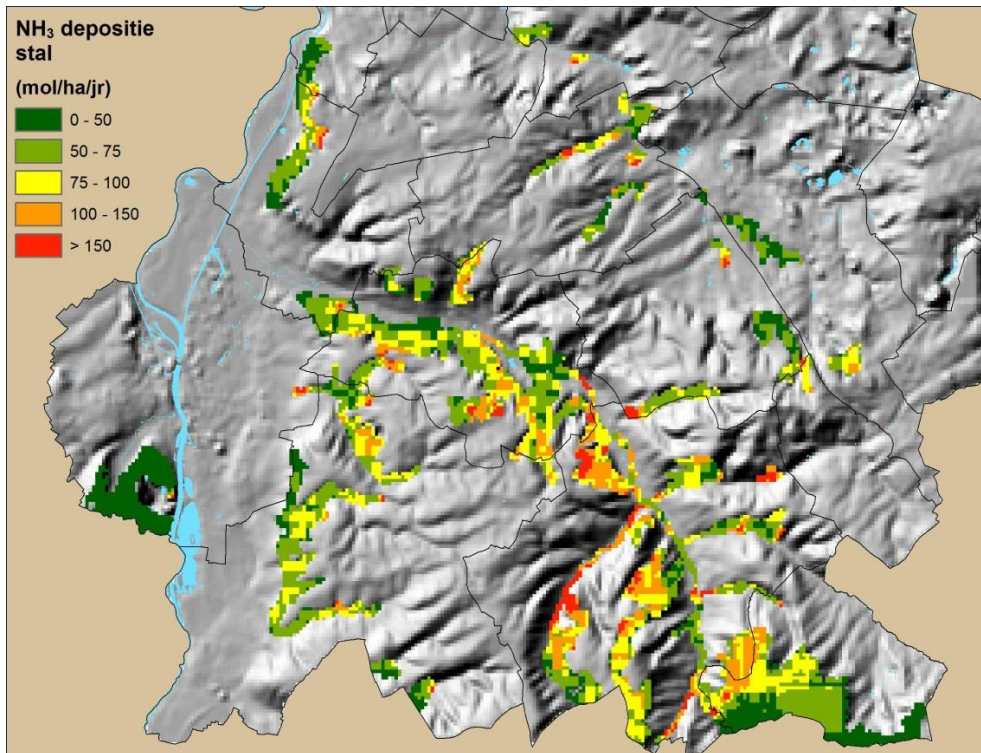 NH₃ depositie
stal
(mol/ha/jr)
0 - 50
50 - 75
75 - 100
100 - 150
> 150